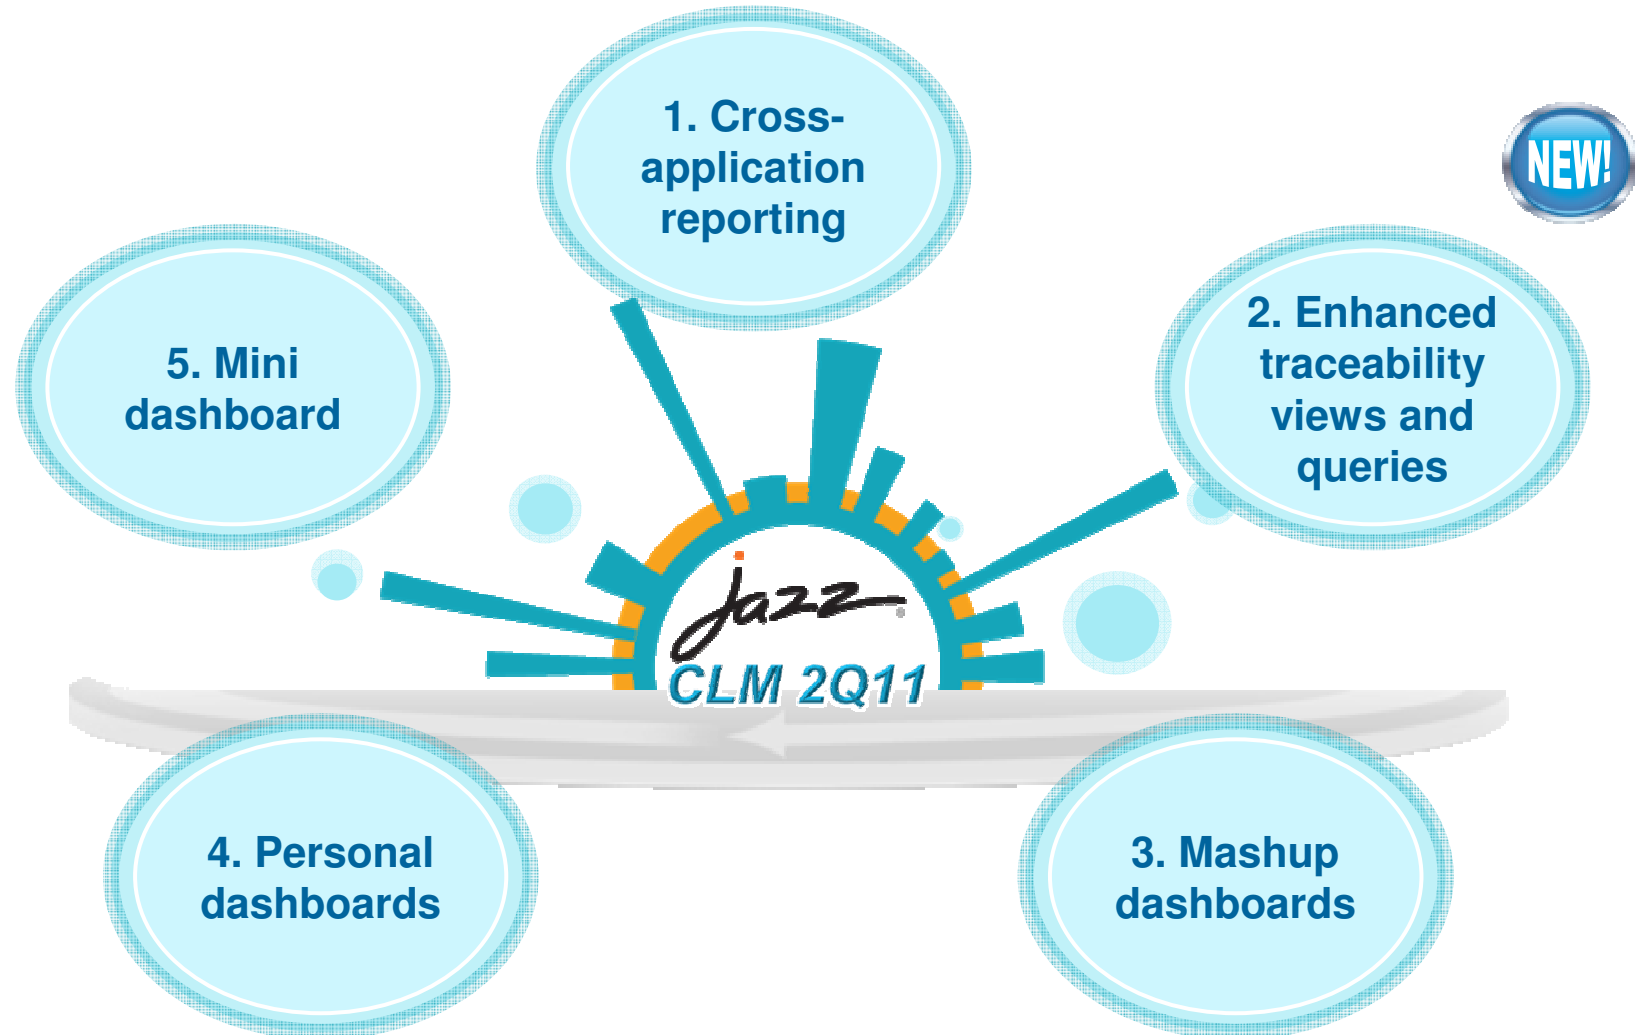 1. Cross-
application
reporting
NEW!
2. Enhanced
traceability
views and
queries
5. Mini
dashboard
jazz
CLM 2Q11
4. Personal
dashboards
3. Mashup
dashboards